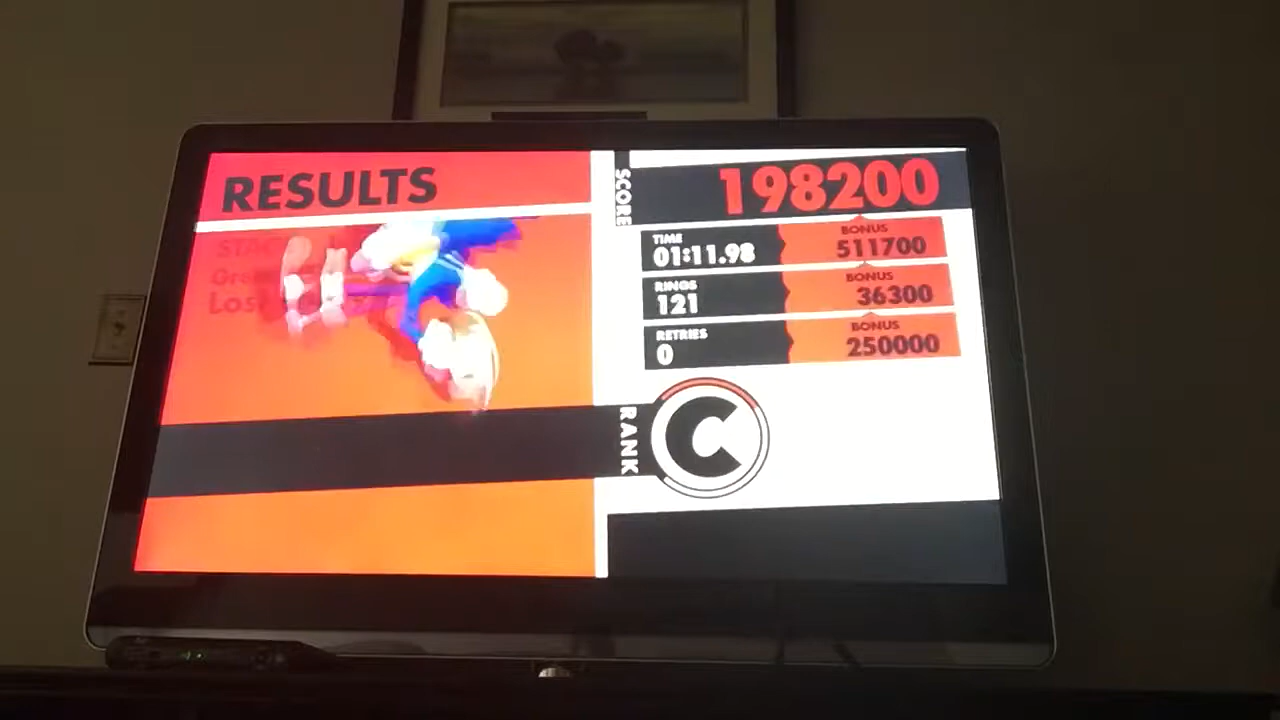 RESULTS
SCORE
198200
TIME
01:11.98
BONUS
511700
RINGS
121
BONUS
36300
RETRIES
0
BONUS
250000
RANK
C